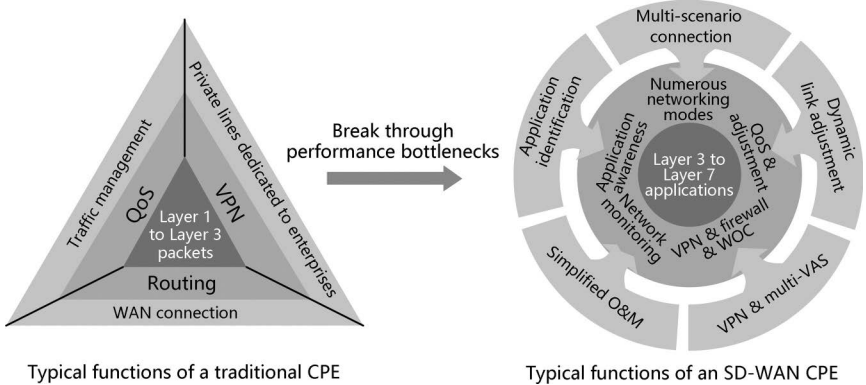 Traffic management
Private lines dedicated to enterprises
QoS
VPN
Layer 1
to Layer 3
packets
Routing
WAN connection
Typical functions of a traditional CPE
Break through
performance bottlenecks
Multi-scenario
connection
Application
identification
Dynamic
link adjustment
Numerous
networking
modes
Application
awareness
QoS &
adjustment
Layer 3 to
Layer 7
applications
Network
monitoring
VPN & firewall
& WOC
Simplified O&M
VPN & multi-VAS
Typical functions of an SD-WAN CPE